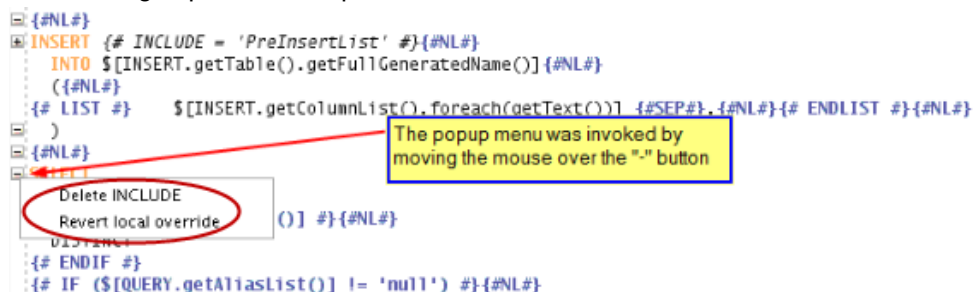 {#NL#}
INSERT {# INCLUDE = 'PreInsertList' #}{#NL#}
INTO $[INSERT.getTable().getFullGeneratedName()]{#NL#}
({#NL#}
{# LIST #} $[INSERT.getColumnList().foreach(getText())] {#SEP#},{#NL#}{# ENDLIST #}{#NL#}
)
The popup menu was invoked by
moving the mouse over the "-" button
{#NL#}
SELECT
Delete INCLUDE
Revert local override
()] #}{#NL#}
DISTINCT
{# ENDIF #}
{# IF ($[QUERY.getAliasList()] != 'null') #}{#NL#}